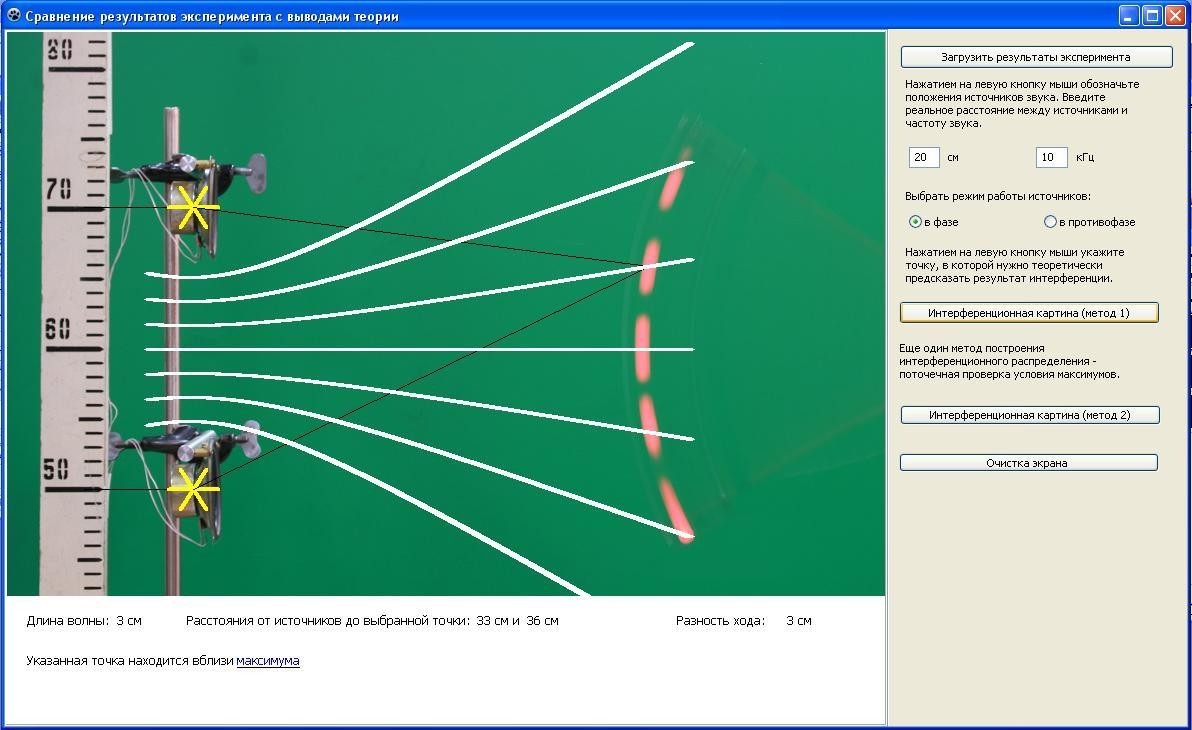 Сравнение результатов эксперимента с выводами теории
80
70
60
50
Загрузить результаты эксперимента
Нажатием на левую кнопку мыши обозначьте
положения источников звука. Введите
реальное расстояние между источниками и
частоту звука.
20 см 10 кГц
Выбрать режим работы источников:
в фазе в противофазе
Нажатием на левую кнопку мыши укажите
точку, в которой нужно теоретически
предсказать результат интерференции.
Интерференционная картина (метод 1)
Еще один метод построения
интерференционного распределения -
поточечная проверка условия максимумов.
Интерференционная картина (метод 2)
Очистка экрана
Длина волны: 3 см Расстояния от источников до выбранной точки: 33 см и 36 см Разность хода: 3 см
Указанная точка находится вблизи максимума